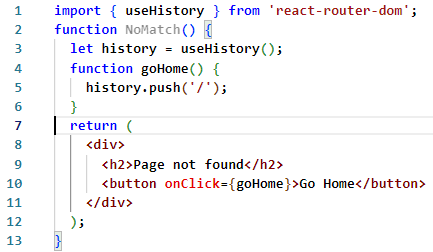 1 import { useHistory } from 'react-router-dom';
2 function NoMatch() {
3   let history = useHistory();
4   function goHome() {
5     history.push('/');
6   }
7   return (
8     <div>
9       <h2>Page not found</h2>
10       <button onClick={goHome}>Go Home</button>
11     </div>
12   );
13 }